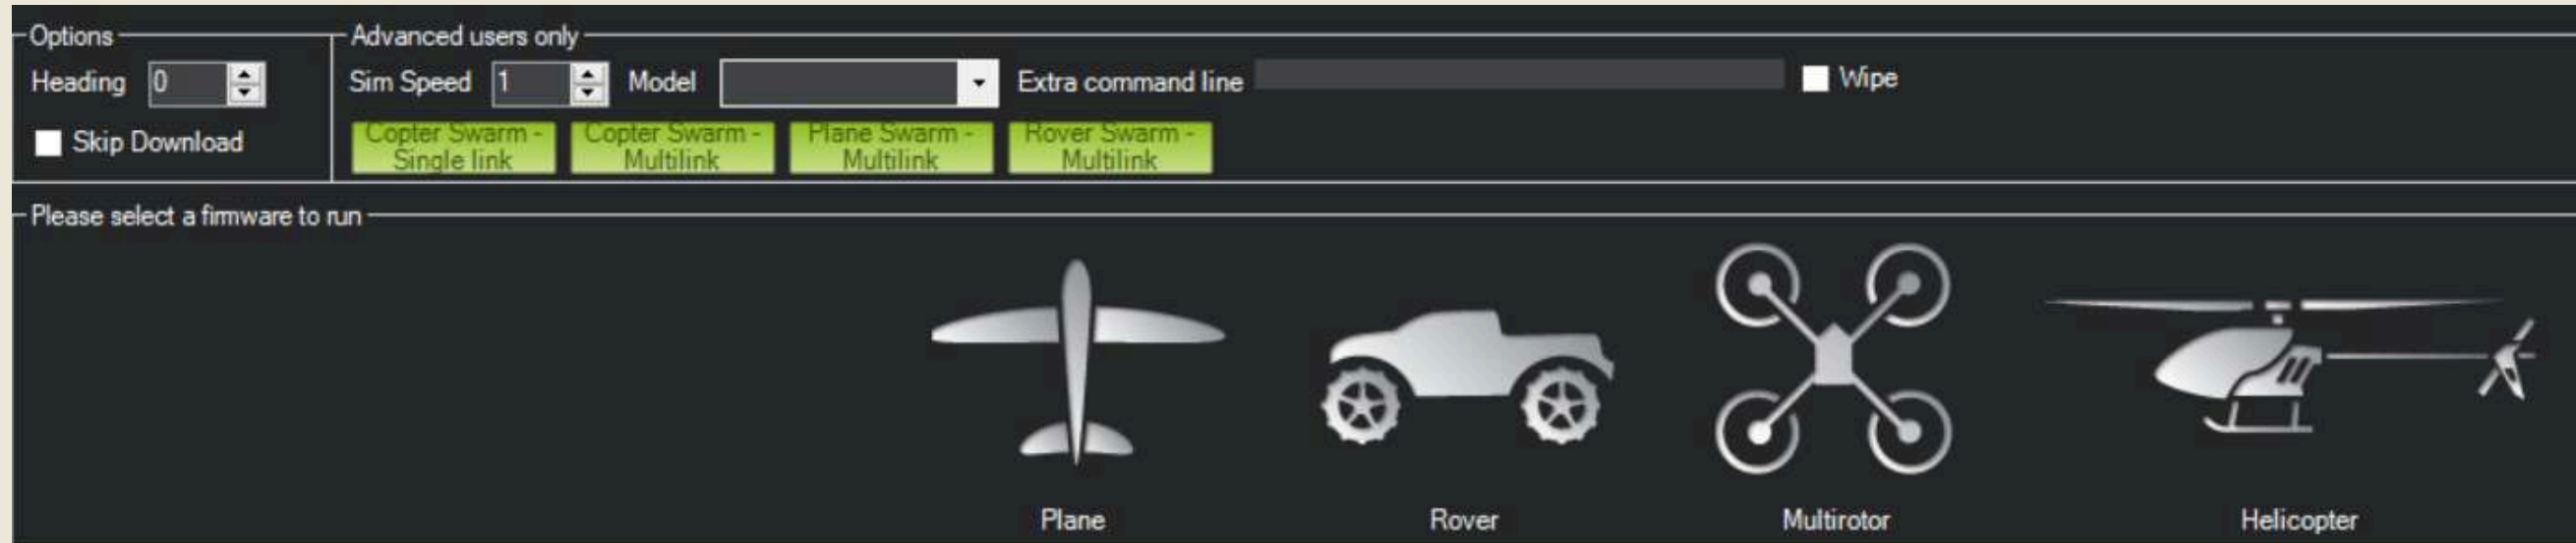 Options
Advanced users only
Heading 0
Sim Speed 1 Model Extra command line Wipe
Skip Download
Copter Swarm -
Single link
Copter Swarm -
Multilink
Plane Swarm -
Multilink
Rover Swarm -
Multilink
Please select a firmware to run
Plane
Rover
Multirotor
Helicopter